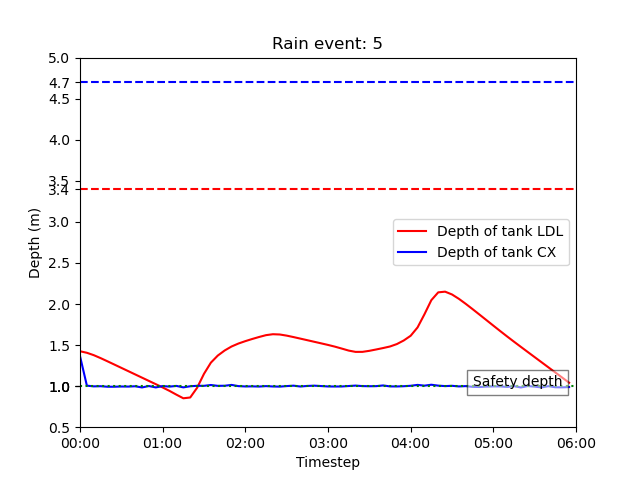 Rain event: 5
5.0
4.7
4.5
4.0
3.5
3.4
3.0
2.5
2.0
1.5
1.0
1.0
0.5
Depth (m)
Depth of tank LDL
Depth of tank CX
Safety depth
00:00 01:00 02:00 03:00 04:00 05:00 06:00
Timestep